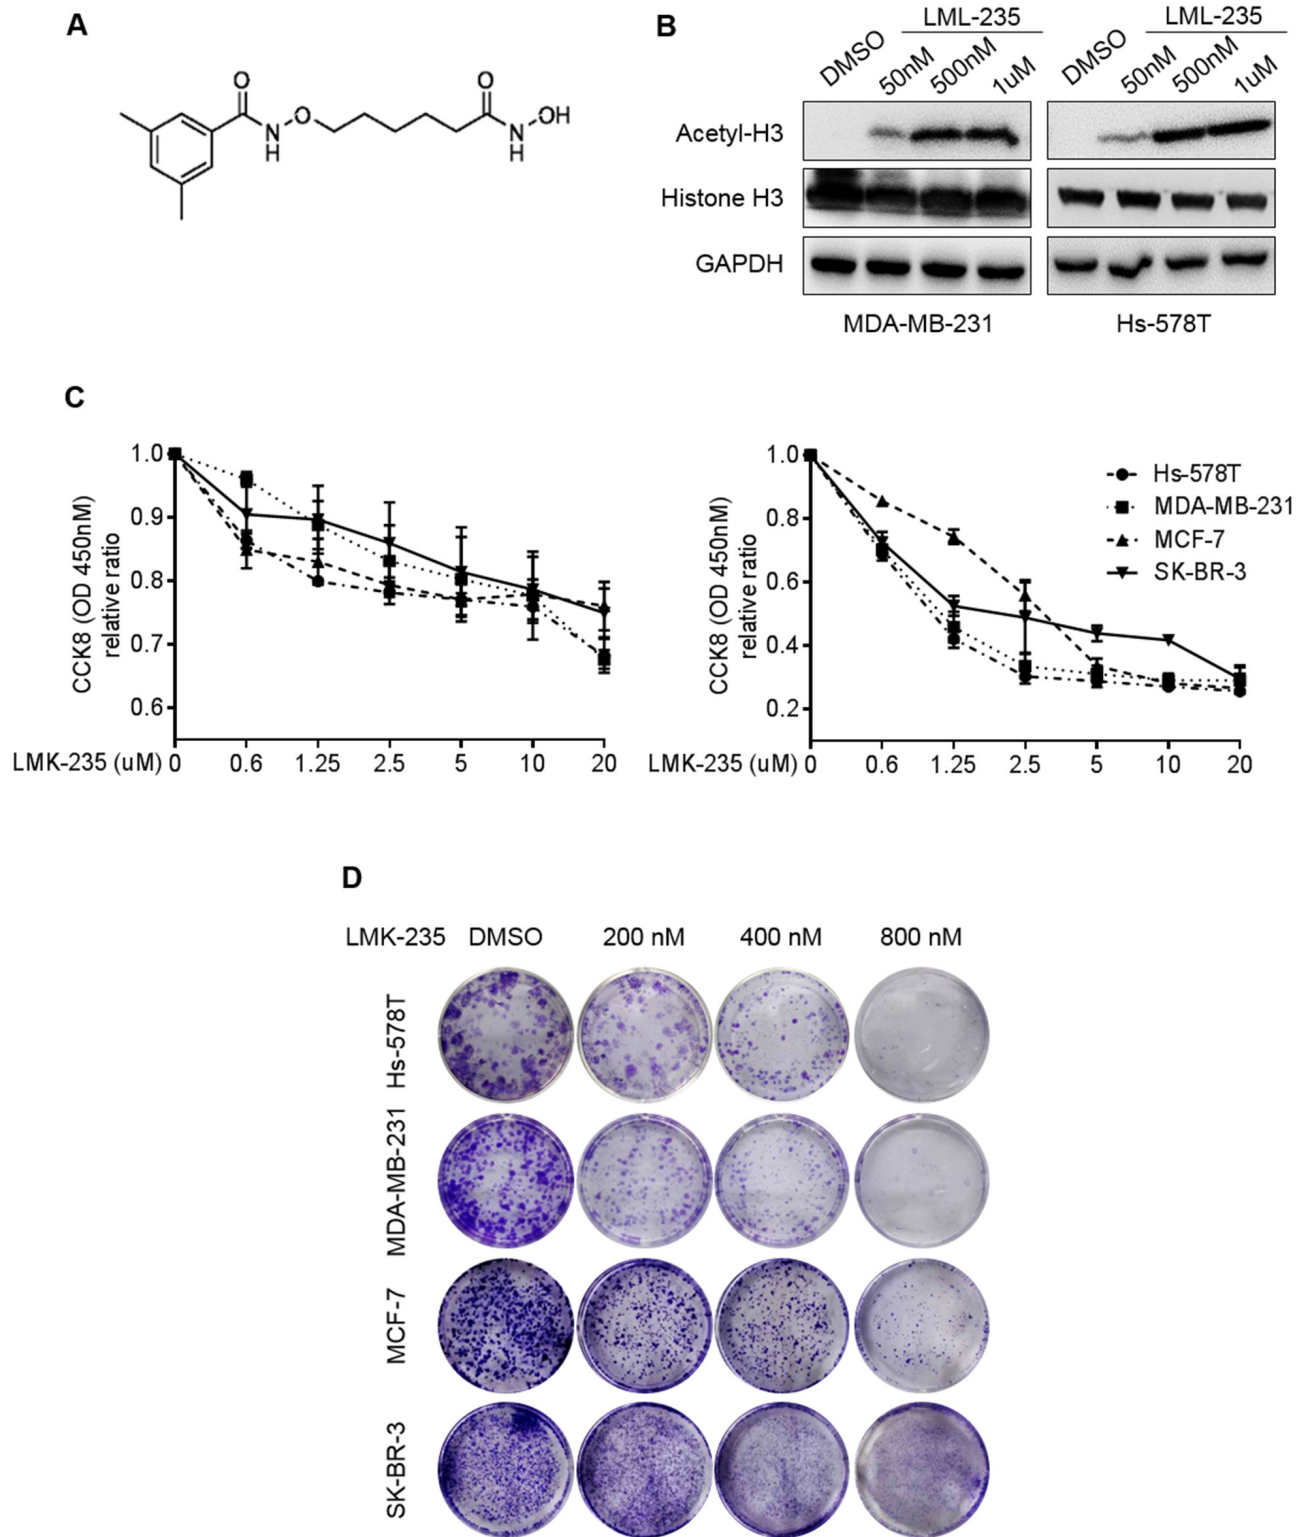 A
O
N
H
O
O
N
H
OH
B
LML-235
LML-235
DMSO
50nM
500nM
1uM
DMSO
50nM
500nM
1uM
Acetyl-H3
Histone H3
GAPDH
MDA-MB-231
Hs-578T
C
CCK8 (OD 450nM)
relative ratio
1.0
0.9
0.8
0.7
0.6
LMK-235 (uM) 0 0.6 1.25 2.5 5 10 20
CCK8 (OD 450nM)
relative ratio
1.0
0.8
0.6
0.4
0.2
LMK-235 (uM) 0 0.6 1.25 2.5 5 10 20
Hs-578T
MDA-MB-231
MCF-7
SK-BR-3
D
LMK-235 DMSO 200 nM 400 nM 800 nM
Hs-578T
MDA-MB-231
MCF-7
SK-BR-3